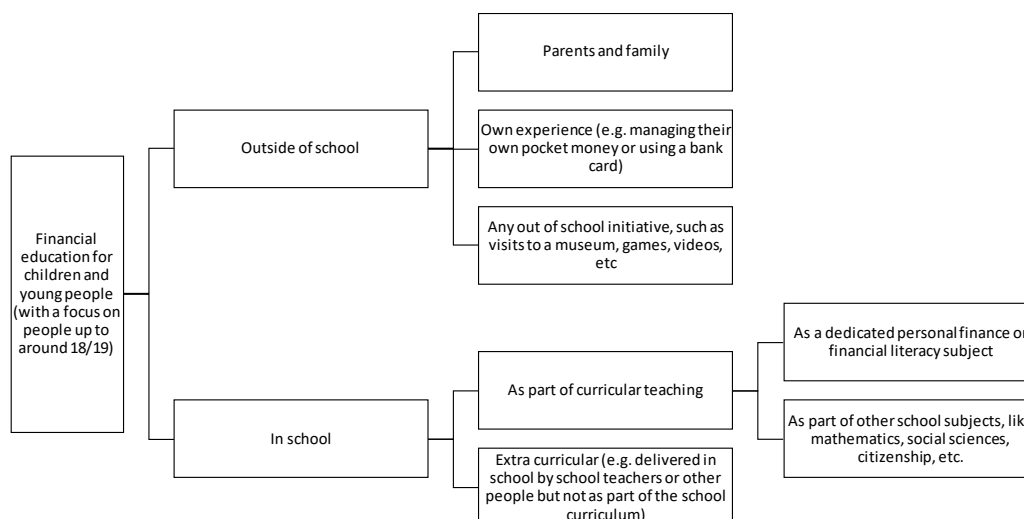 Financial
education for
children and
young people
(with a focus on
people up to
around 18/19)
Outside of school
Parents and family
Own experience (e.g. managing their
own pocket money or using a bank
card)
Any out of school initiative, such as
visits to a museum, games, videos,
etc
In school
As part of curricular teaching
As a dedicated personal finance or
financial literacy subject
As part of other school subjects, lik
mathematics, social sciences,
citizenship, etc.
Extra curricular (e.g. delivered in
school by school teachers or other
people but not as part of the school
curriculum)